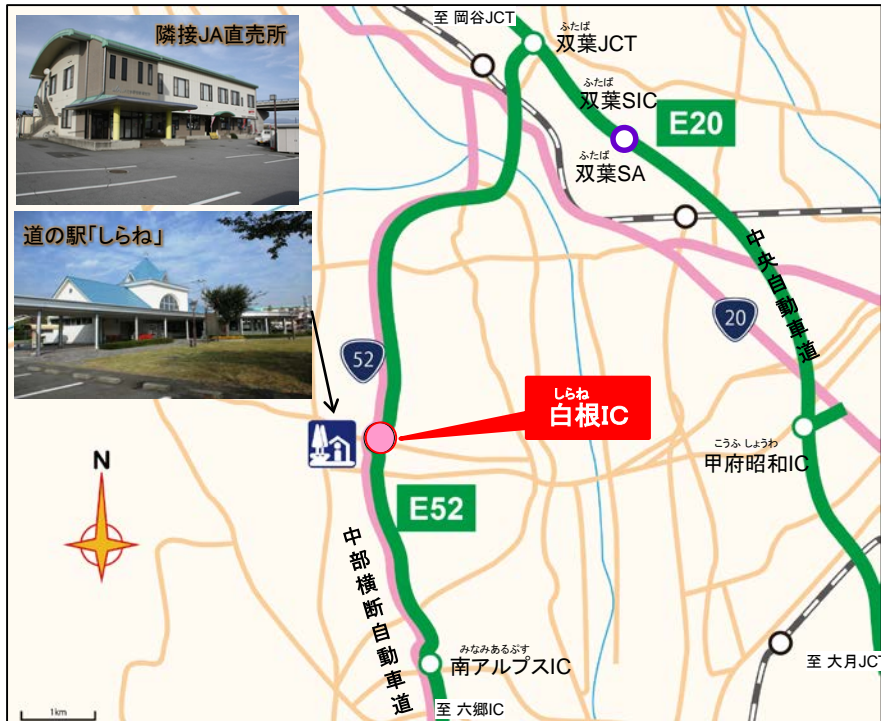 至 岡谷JCT
隣接JA直売所
ふたば
双葉JCT
ふたば
双葉SIC
E20
ふたば
双葉SA
道の駅「しらね」
中央自動車道
20
52
しらね
白根IC
こうふ しょうわ
甲府昭和IC
N
E52
中部横断自動車道
みなみあるぷす
南アルプスIC
至 大月JCT
至 六郷IC
1km